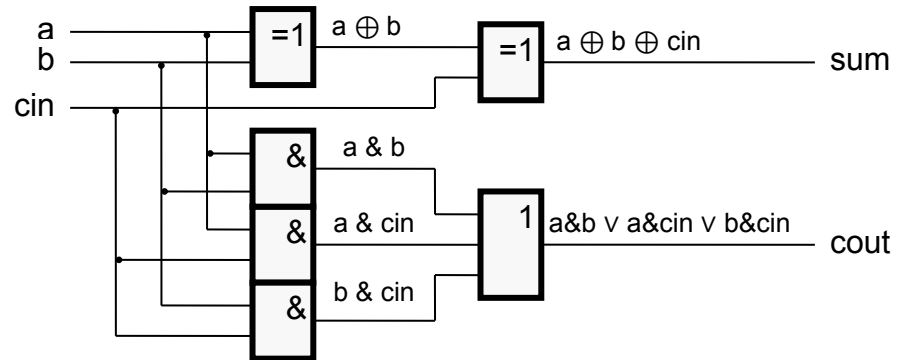 a
b
cin
=1
a ⊕ b
=1
a ⊕ b ⊕ cin
sum
&
a & b
&
a & cin
&
b & cin
1
a&b ∨ a&cin ∨ b&cin
cout